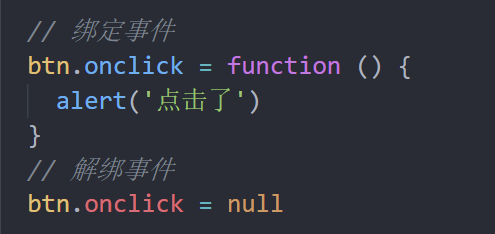 // 绑定事件
btn.onclick = function () {
  alert('点击了')
}
// 解绑事件
btn.onclick = null